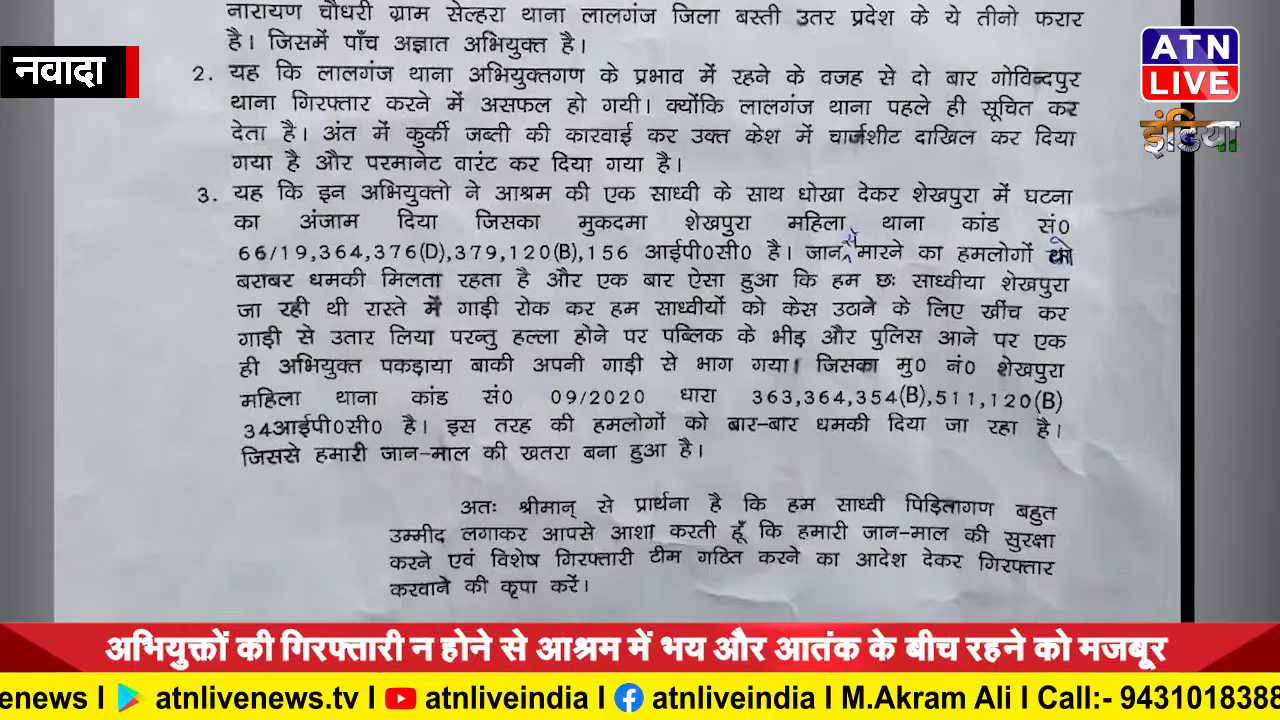 नारायण चौधरी ग्राम सेल्हरा थाना लालगंज जिला बस्ती उतर प्रदेश के ये तीनो फरार
है। जिसमें पाँच अज्ञात अभियुक्त है।
नवादा
ATN
LIVE
इंडिया
2. यह कि लालगंज थाना अभियुक्तगण के प्रभाव में रहने के वजह से दो बार गोविन्दपुर
थाना गिरफ्तार करने में असफल हो गयी। क्योंकि लालगंज थाना पहले ही सूचित कर
देता है। अंत में कुर्की जब्ती की कारवाई कर उक्त केश में चार्जशीट दाखिल कर दिया
गया है और परमानेट वारंट कर दिया गया है।
3. यह कि इन अभियुक्तो ने आश्रम की एक साध्वी के साथ धोखा देकर शेखपुरा में घटना
का अंजाम दिया जिसका मुकदमा शेखपुरा महिला थाना कांड सं0
66/19,364,376(D),379,120(B),156 आई0पी0सी0 है। जान से मारने का हमलोगों को
बराबर धमकी मिलता रहता है और एक बार ऐसा हुआ कि हम छः साध्वीया शेखपुरा
जा रही थी रास्ते में गाड़ी रोक कर हम साध्वीयों को केस उठाने के लिए खींच कर
गाड़ी से उतार लिया परन्तु हल्ला होने पर पब्लिक के भीड़ और पुलिस आने पर एक
ही अभियुक्त पकड़ाया बाकी अपनी गाड़ी से भाग गया। जिसका मु0 नं0 शेखपुरा
महिला थाना कांड सं0 09/2020 धारा 363,364,354(B),511,120(B)
34आई0पी0सी0 है। इस तरह की हमलोगों को बार-बार धमकी दिया जा रहा है।
जिससे हमारी जान-माल की खतरा बना हुआ है।
अतः श्रीमान् से प्रार्थना है कि हम साध्वी पिड़ितागण बहुत
उम्मीद लगाकर आपसे आशा करती हूँ कि हमारी जान-माल की सुरक्षा
करने एवं विशेष गिरफ्तारी टीम गठित करने का आदेश देकर गिरफ्तार
करवाने की कृपा करें।
अभियुक्तों की गिरफ्तारी न होने से आश्रम में भय और आतंक के बीच रहने को मजबूर
enews l atnlivenews.tv l atnliveindia l atnliveindia l M.Akram Ali l Call:- 9431018388